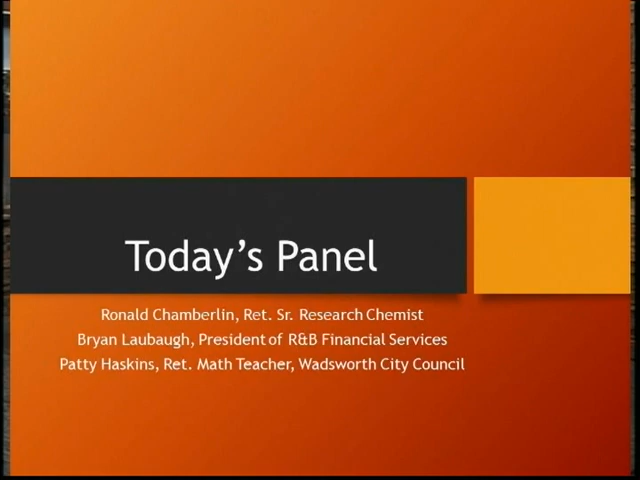 Today’s Panel
Ronald Chamberlin, Ret. Sr. Research Chemist
Bryan Laubaugh, President of R&B Financial Services
Patty Haskins, Ret. Math Teacher, Wadsworth City Council